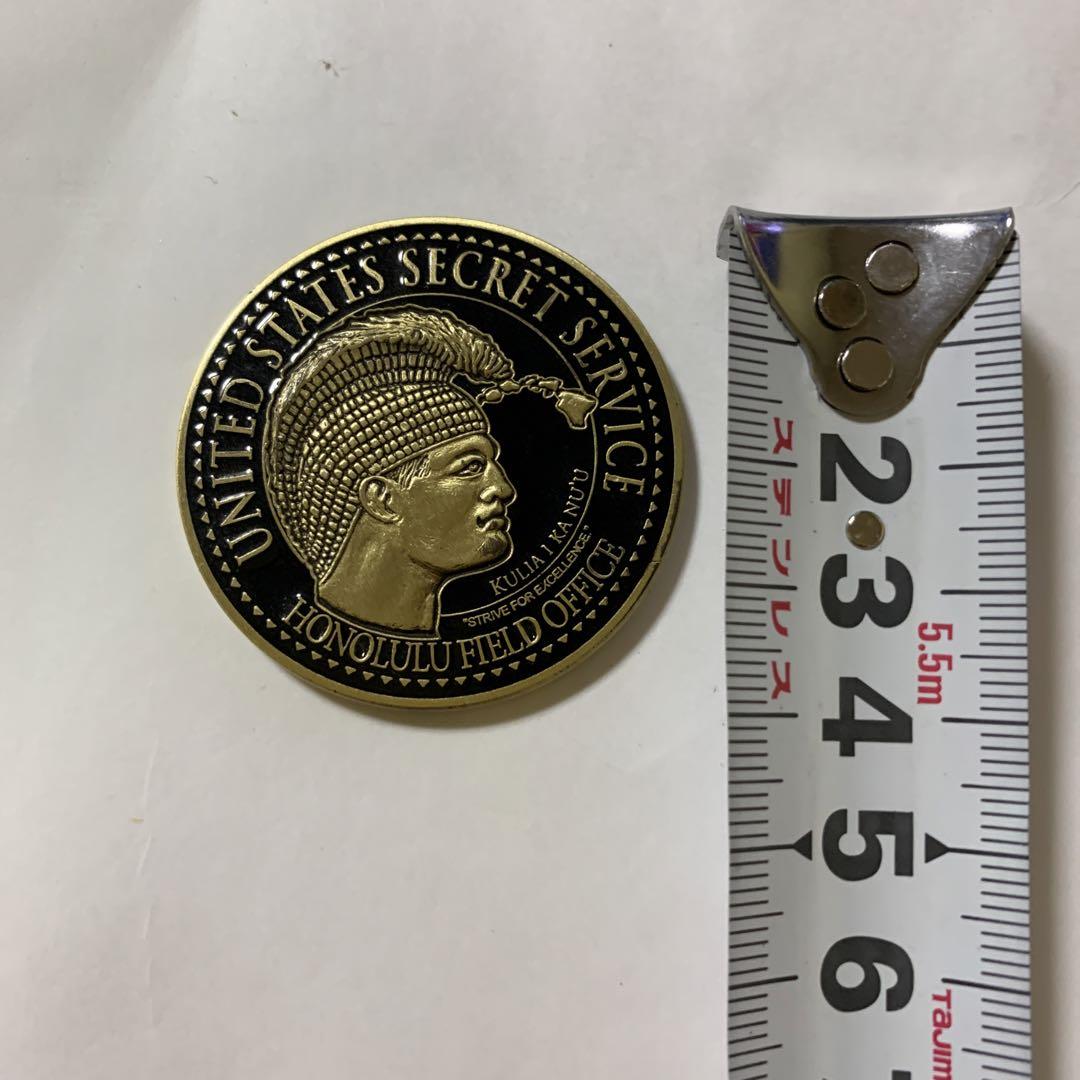 UNITED STATES SECRET SERVICE
KULIA I KA NU'U
"STRIVE FOR EXCELLENCE."
HONOLULU FIELD OFFICE
2
3
4
5
6
ステンレス
5.5m
TaJIM